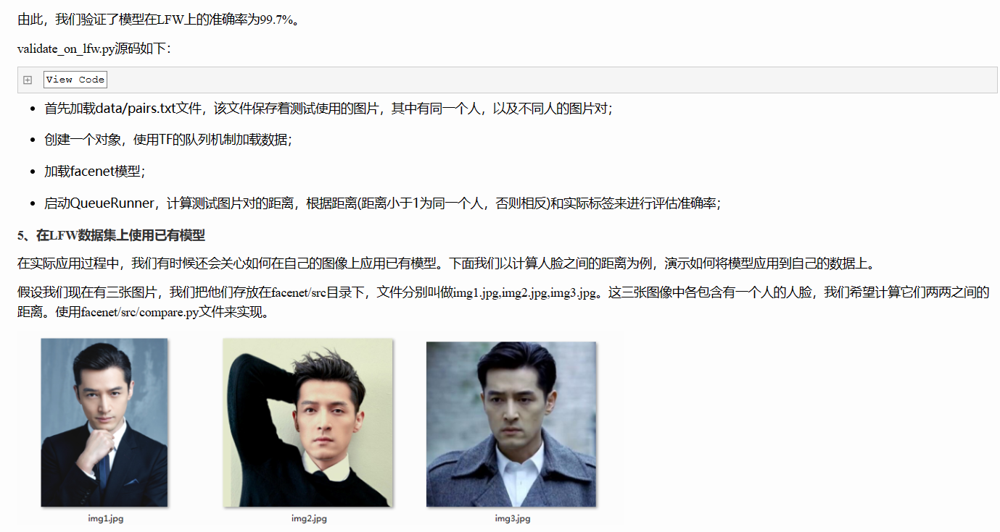 由此，我们验证了模型在LFW上的准确率为99.7%。
validate_on_lfw.py源码如下：
View Code
首先加载data/pairs.txt文件，该文件保存着测试使用的图片，其中有同一个人，以及不同人的图片对；
创建一个对象，使用TF的队列机制加载数据；
加载facenet模型；
启动QueueRunner，计算测试图片对的距离，根据距离(距离小于1为同一个人，否则相反)和实际标签来进行评估准确率；
5、在LFW数据集上使用已有模型
在实际应用过程中，我们有时候还会关心如何在自己的图像上应用已有模型。下面我们以计算人脸之间的距离为例，演示如何将模型应用到自己的数据上。
假设我们现在有三张图片，我们把他们存放在facenet/src目录下，文件分别叫做img1.jpg,img2.jpg,img3.jpg。这三张图像中各包含有一个人的人脸，我们希望计算它们两两之间的
距离。使用facenet/src/compare.py文件来实现。
img1.jpg
img2.jpg
img3.jpg